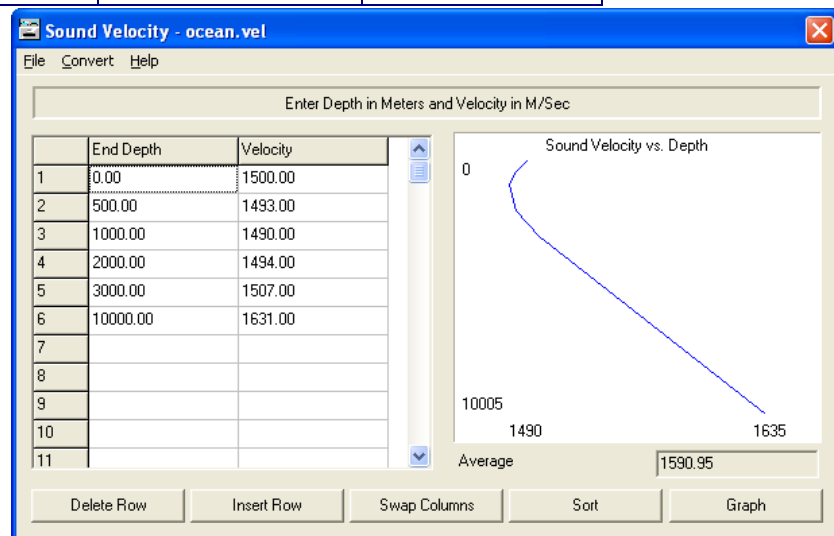 Sound Velocity - ocean.vel
File Convert Help
Enter Depth in Meters and Velocity in M/Sec
End Depth Velocity
1 0.00 1500.00
2 500.00 1493.00
3 1000.00 1490.00
4 2000.00 1494.00
5 3000.00 1507.00
6 10000.00 1631.00
7
8
9
10
11
Sound Velocity vs. Depth
0
10005
1490 1635
Average 1590.95
Delete Row Insert Row Swap Columns Sort Graph